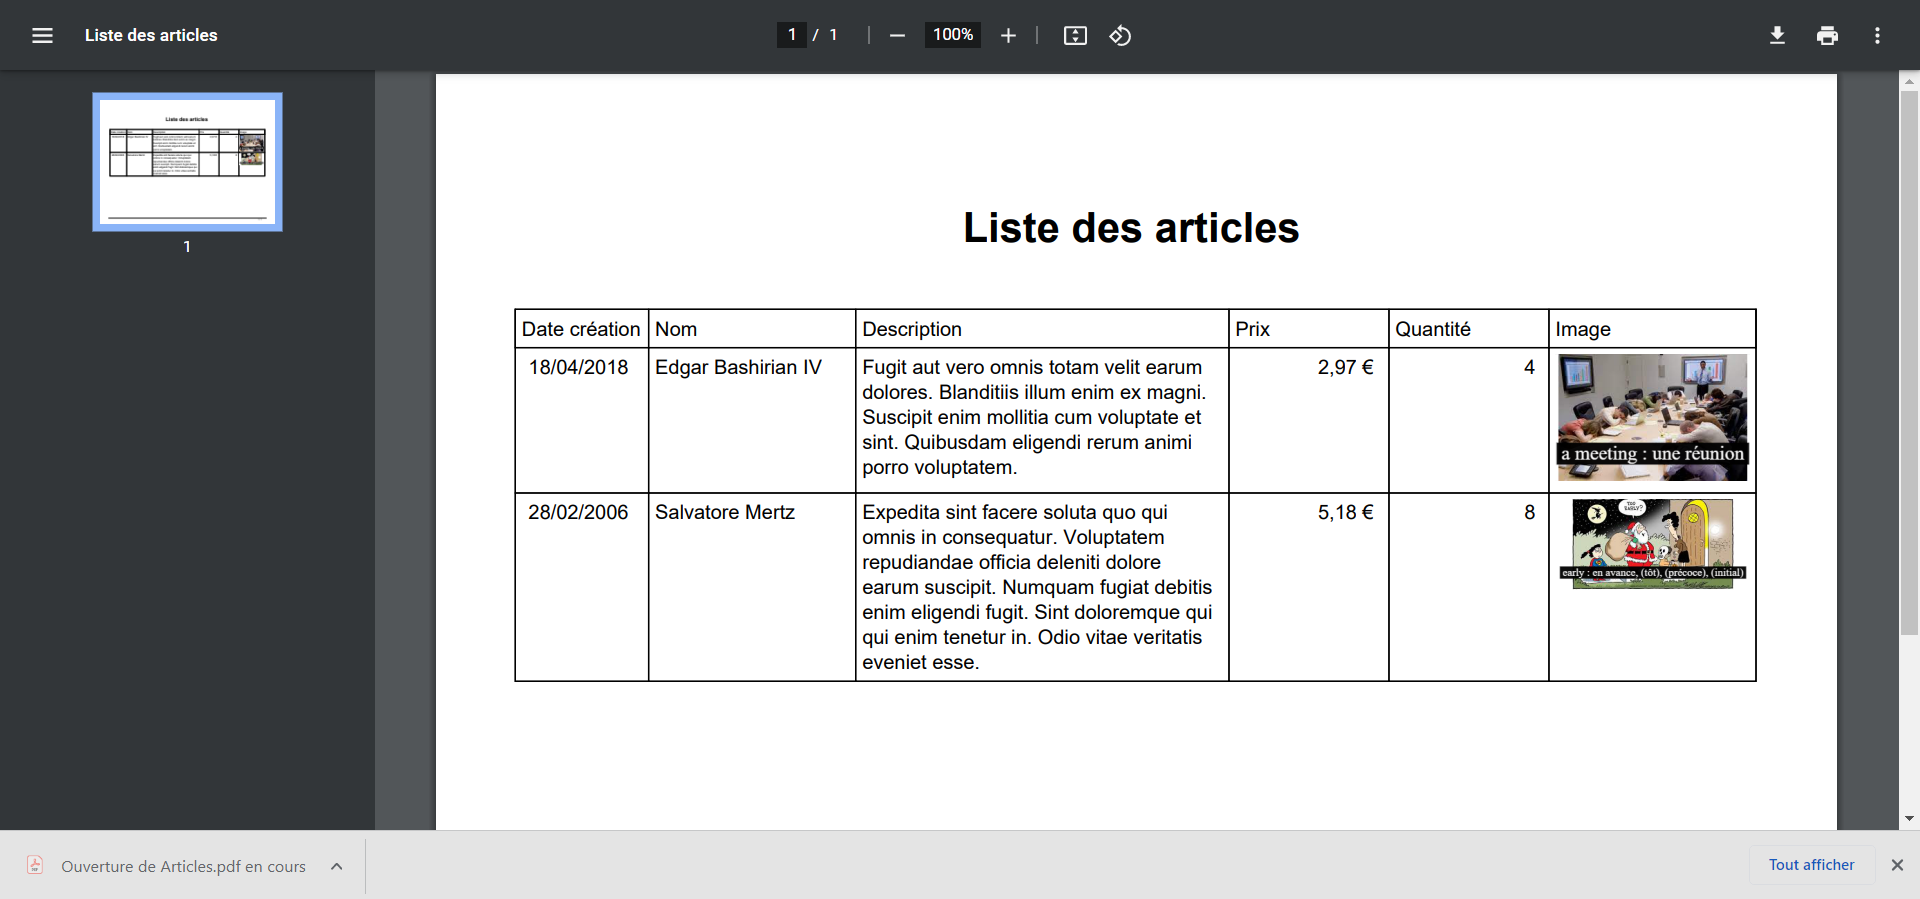 Liste des articles
1 / 1
100%
1
Liste des articles
Date création Nom Description Prix Quantité Image
18/04/2018 Edgar Bashirian IV Fugit aut vero omnis totam velit earum 2,97 € 4
dolores. Blanditiis illum enim ex magni.
Suscipit enim mollitia cum voluptate et
sint. Quibusdam eligendi rerum animi
porro voluptatem.
a meeting : une réunion
28/02/2006 Salvatore Mertz Expedita sint facere soluta quo qui 5,18 € 8
omnis in consequatur. Voluptatem
repudiandae officia deleniti dolore
earum suscipit. Numquam fugiat debitis
enim eligendi fugit. Sint doloremque qui
qui enim tenetur in. Odio vitae veritatis
eveniet esse.
TOO
EARLY?
early : en avance, (tôt), (précoce), (initial)
Ouverture de Articles.pdf en cours
Tout afficher